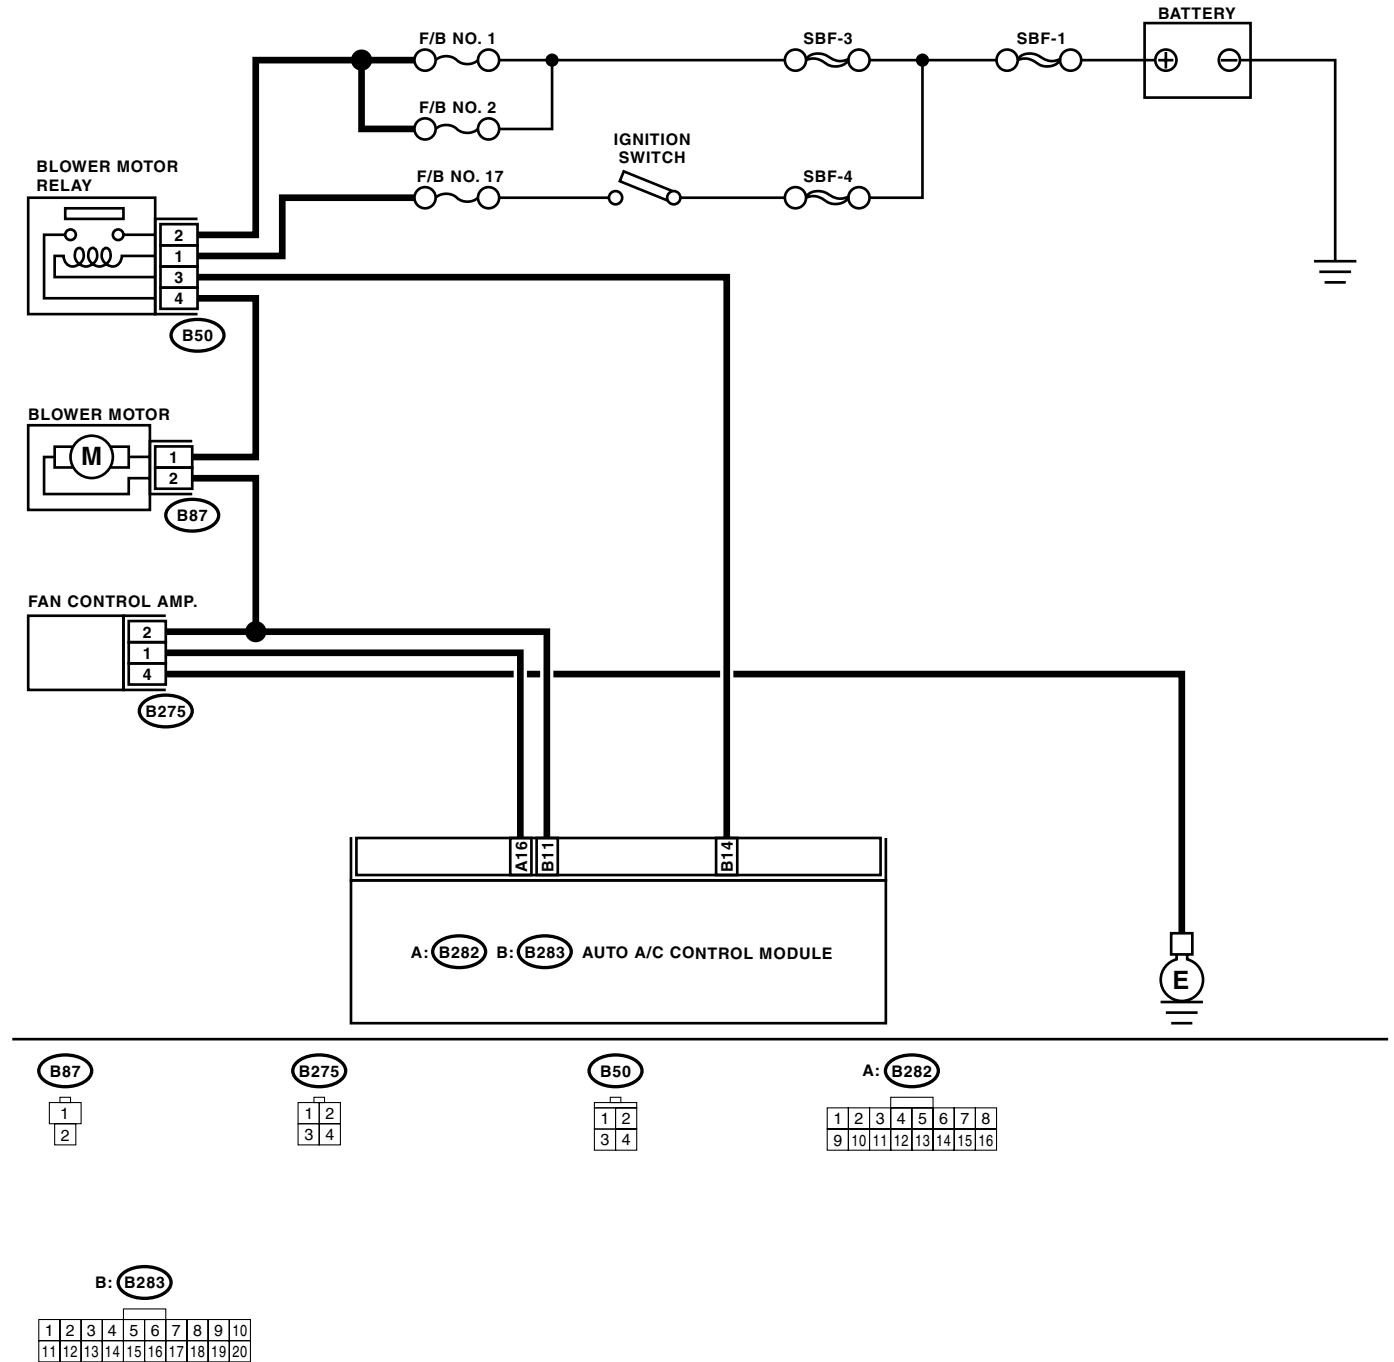 BATTERY
F/B NO. 1
SBF-3
SBF-1
+ −
F/B NO. 2
IGNITION
SWITCH
BLOWER MOTOR
RELAY
F/B NO. 17
SBF-4
2
1
3
4
B50
BLOWER MOTOR
M
1
2
B87
FAN CONTROL AMP.
2
1
4
B275
A16 B11 B14
A: B282 B: B283 AUTO A/C CONTROL MODULE
E
B87
1
2
B275
1 2
3 4
B50
1 2
3 4
A: B282
1 2 3 4 5 6 7 8
9 10 11 12 13 14 15 16
B: B283
1 2 3 4 5 6 7 8 9 10
11 12 13 14 15 16 17 18 19 20